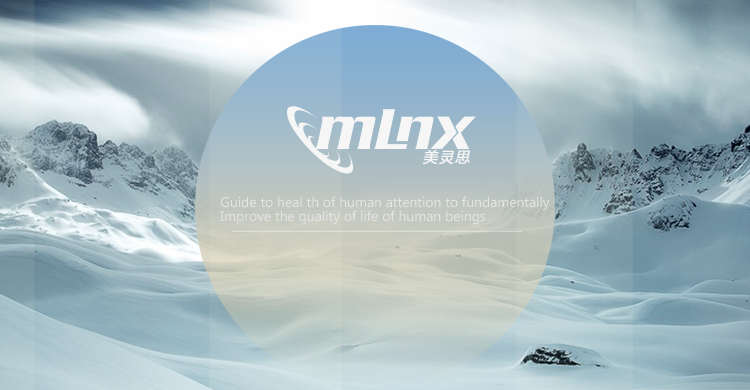 mLnx
美灵思
Guide to heal th of human attention to fundamentally
Improve the quality of life of human beings